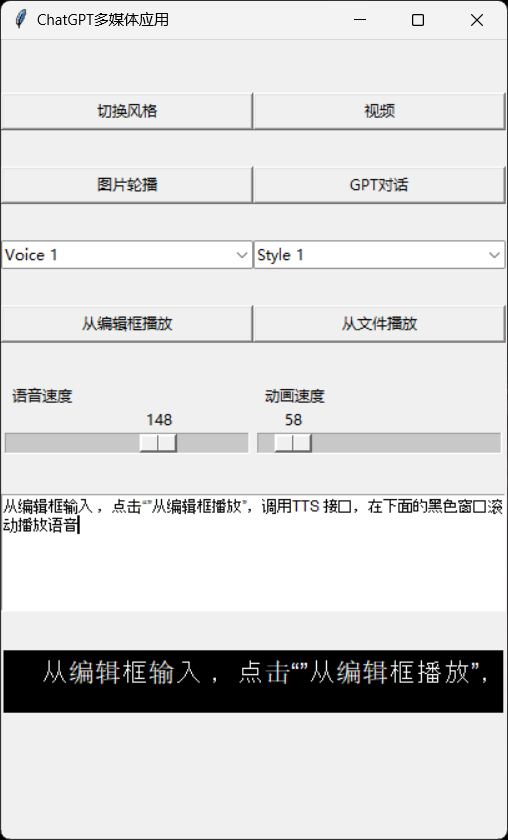 ChatGPT多媒体应用
切换风格 视频
图片轮播 GPT对话
Voice 1 Style 1
从编辑框播放 从文件播放
语音速度 动画速度
148 58
从编辑框输入 ，点击“”从编辑框播放”，调用TTS 接口，在下面的黑色窗口滚
动播放语音
从编辑框输入 ，点击“”从编辑框播放”，